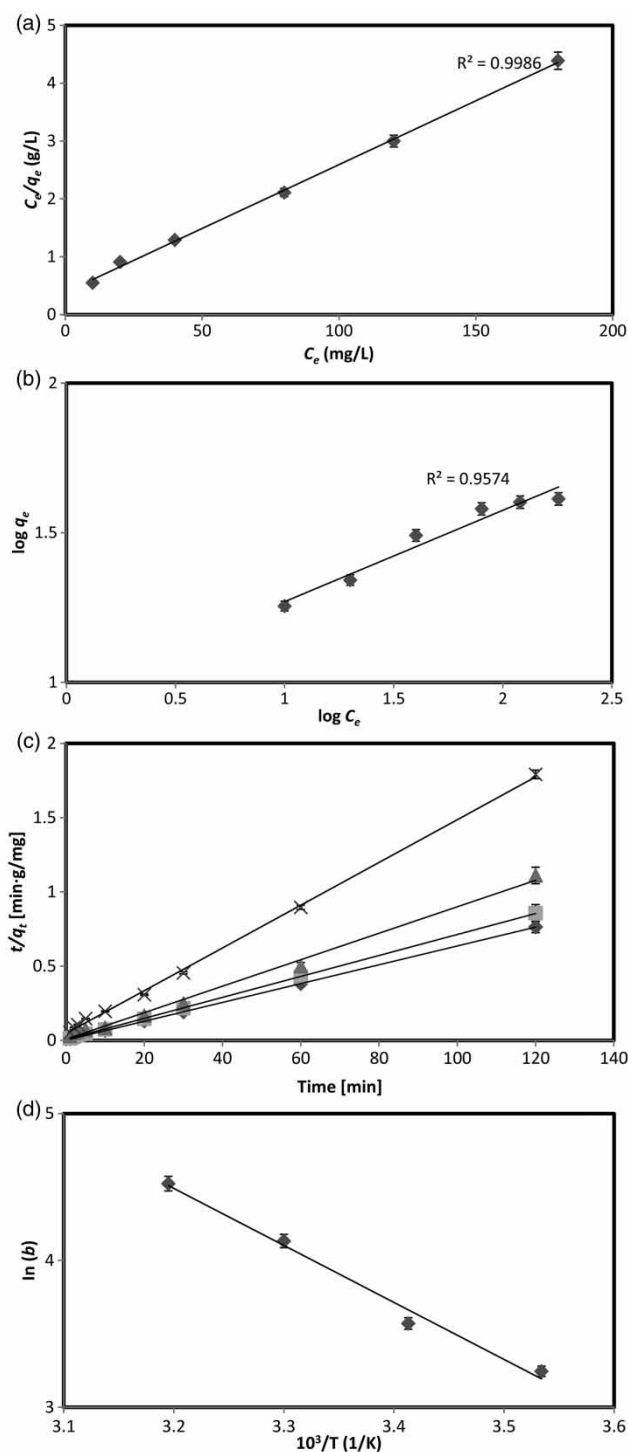 (a)
5
4
3
2
1
0
R² = 0.9986
Cₑ/qₑ (g/L)
0 50 100 150 200
Cₑ (mg/L)
(b)
2
1.5
1
R² = 0.9574
log qₑ
0 0.5 1 1.5 2 2.5
log Cₑ
(c)
2
1.5
1
0.5
0
t/qₜ [min·g/mg]
0 20 40 60 80 100 120 140
Time [min]
(d)
5
4
3
ln (b)
3.1 3.2 3.3 3.4 3.5 3.6
10³/T (1/K)